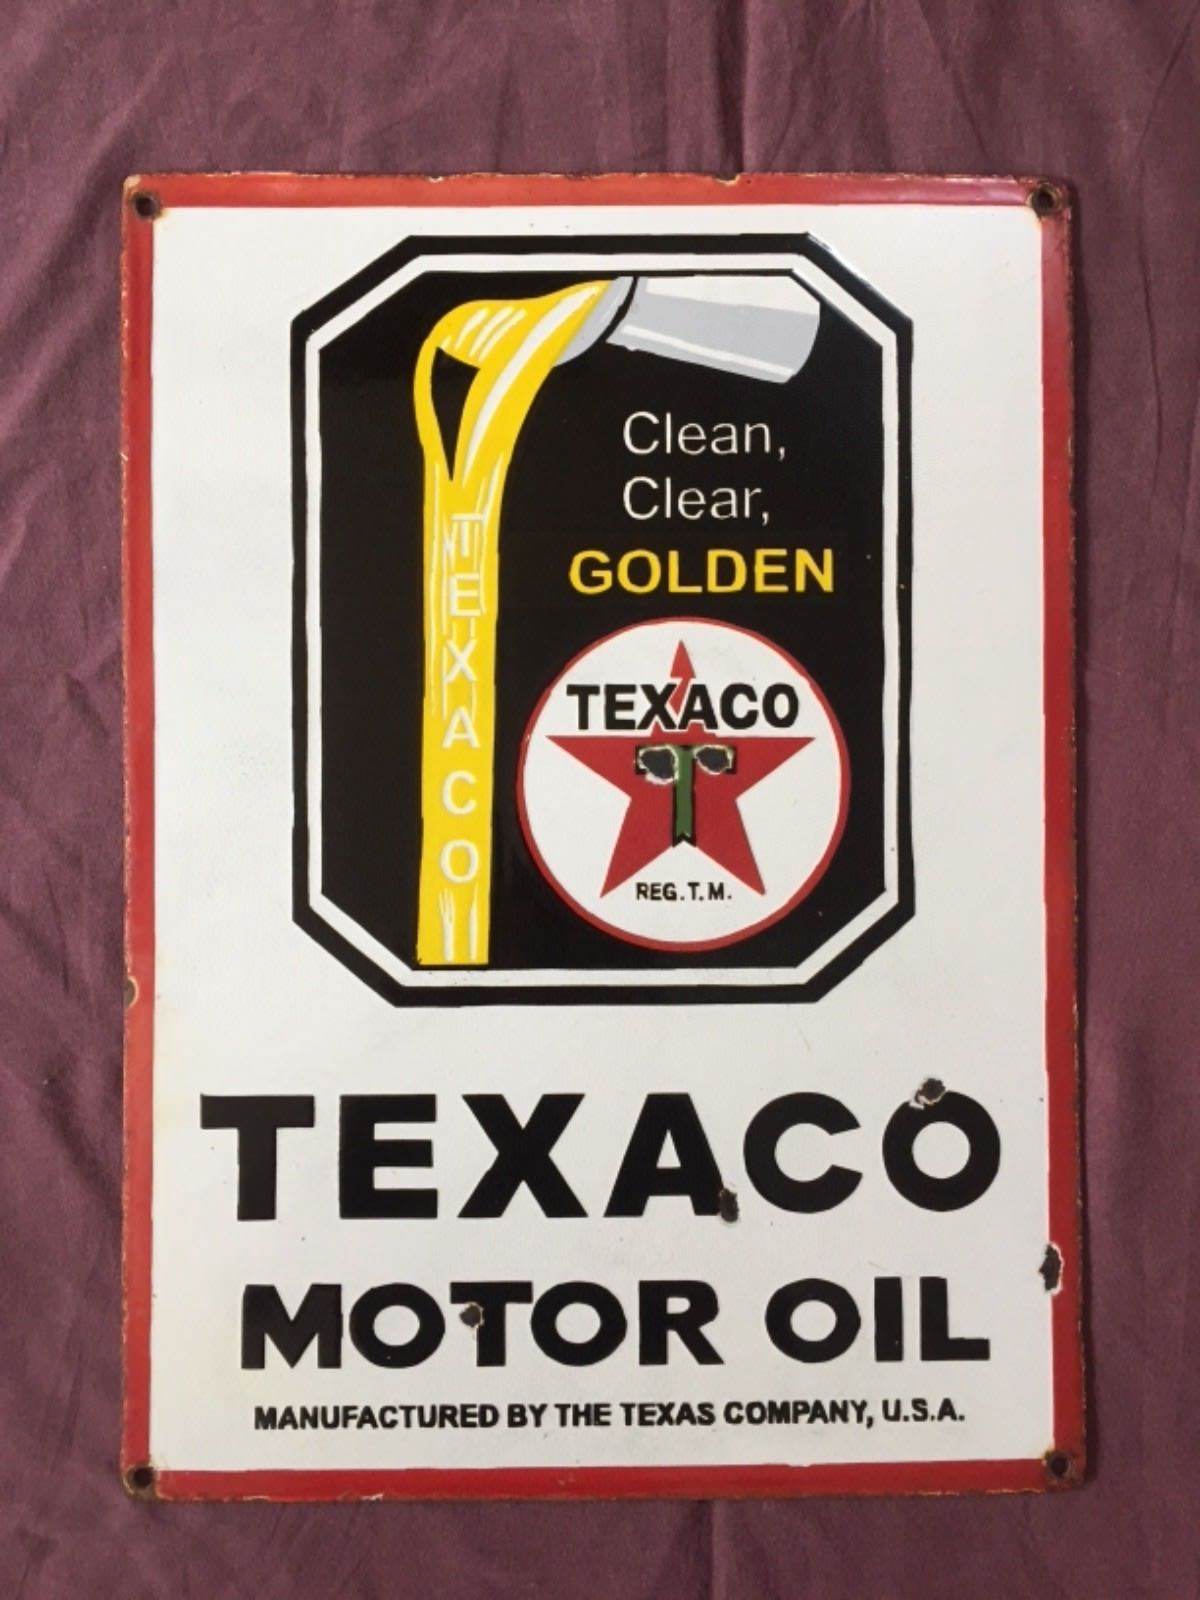 Clean,
Clear,
GOLDEN
TEXACO
TEXACO
T
REG. T. M.
TEXACO
MOTOR OIL
MANUFACTURED BY THE TEXAS COMPANY, U.S.A.